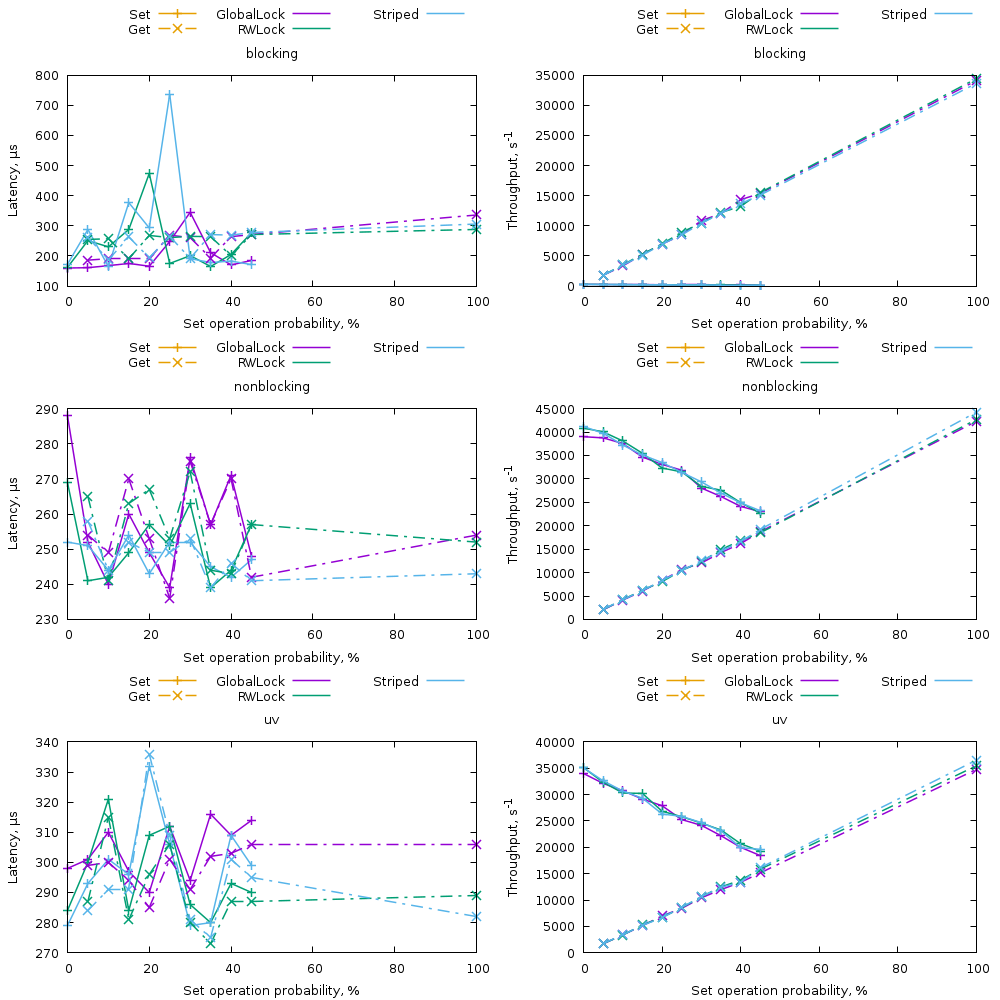 Set GlobalLock Striped
Get RWLock
blocking
Latency, µs
800
700
600
500
400
300
200
100
0 20 40 60 80 100
Set operation probability, %
Set GlobalLock Striped
Get RWLock
blocking
Throughput, s-1
35000
30000
25000
20000
15000
10000
5000
0
0 20 40 60 80 100
Set operation probability, %
Set GlobalLock Striped
Get RWLock
nonblocking
Latency, µs
290
280
270
260
250
240
230
0 20 40 60 80 100
Set operation probability, %
Set GlobalLock Striped
Get RWLock
nonblocking
Throughput, s-1
45000
40000
35000
30000
25000
20000
15000
10000
5000
0
0 20 40 60 80 100
Set operation probability, %
Set GlobalLock Striped
Get RWLock
uv
Latency, µs
340
330
320
310
300
290
280
270
0 20 40 60 80 100
Set operation probability, %
Set GlobalLock Striped
Get RWLock
uv
Throughput, s-1
40000
35000
30000
25000
20000
15000
10000
5000
0
0 20 40 60 80 100
Set operation probability, %